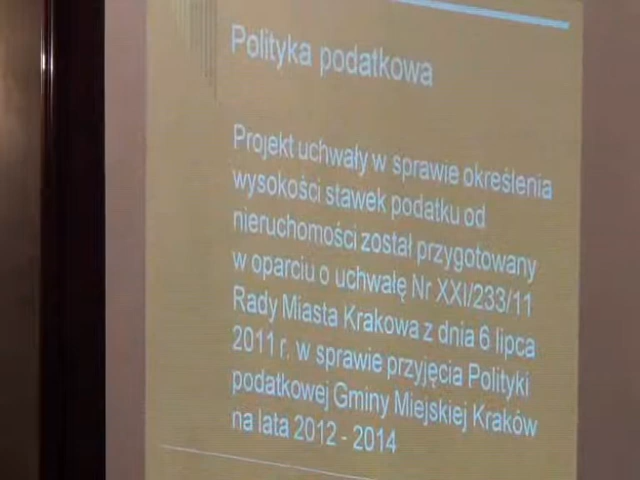 Polityka podatkowa
Projekt uchwały w sprawie określenia
wysokości stawek podatku od
nieruchomości został przygotowany
w oparciu o uchwałę Nr XXI/233/11
Rady Miasta Krakowa z dnia 6 lipca
2011 r. w sprawie przyjęcia Polityki
podatkowej Gminy Miejskiej Kraków
na lata 2012 - 2014